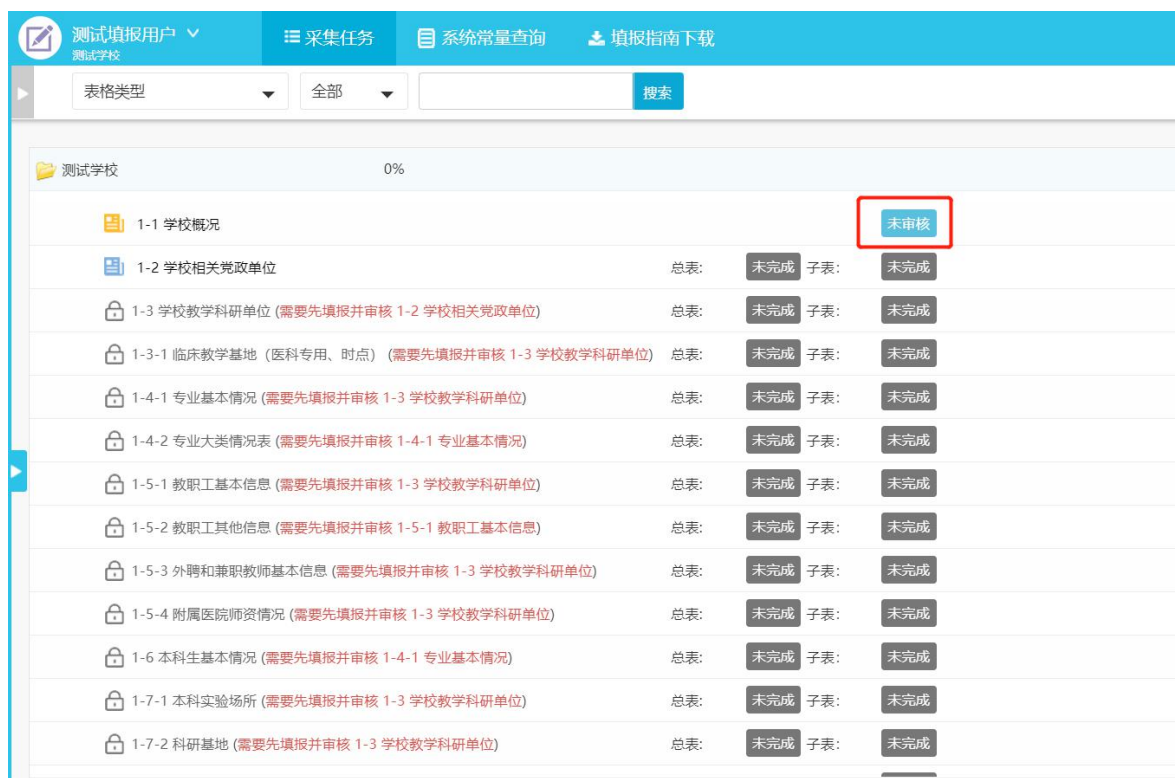 测试填报用户
测试学校
采集任务
系统常量查询
填报指南下载
表格类型
全部
搜索
测试学校 0%
1-1 学校概况 未审核
1-2 学校相关党政单位 总表: 未完成 子表: 未完成
1-3 学校教学科研单位 (需要先填报并审核 1-2 学校相关党政单位) 总表: 未完成 子表: 未完成
1-3-1 临床教学基地（医科专用、时点） (需要先填报并审核 1-3 学校教学科研单位) 总表: 未完成 子表: 未完成
1-4-1 专业基本情况 (需要先填报并审核 1-3 学校教学科研单位) 总表: 未完成 子表: 未完成
1-4-2 专业大类情况表 (需要先填报并审核 1-4-1 专业基本情况) 总表: 未完成 子表: 未完成
1-5-1 教职工基本信息 (需要先填报并审核 1-3 学校教学科研单位) 总表: 未完成 子表: 未完成
1-5-2 教职工其他信息 (需要先填报并审核 1-5-1 教职工基本信息) 总表: 未完成 子表: 未完成
1-5-3 外聘和兼职教师基本信息 (需要先填报并审核 1-3 学校教学科研单位) 总表: 未完成 子表: 未完成
1-5-4 附属医院师资情况 (需要先填报并审核 1-3 学校教学科研单位) 总表: 未完成 子表: 未完成
1-6 本科生基本情况 (需要先填报并审核 1-4-1 专业基本情况) 总表: 未完成 子表: 未完成
1-7-1 本科实验场所 (需要先填报并审核 1-3 学校教学科研单位) 总表: 未完成 子表: 未完成
1-7-2 科研基地 (需要先填报并审核 1-3 学校教学科研单位) 总表: 未完成 子表: 未完成